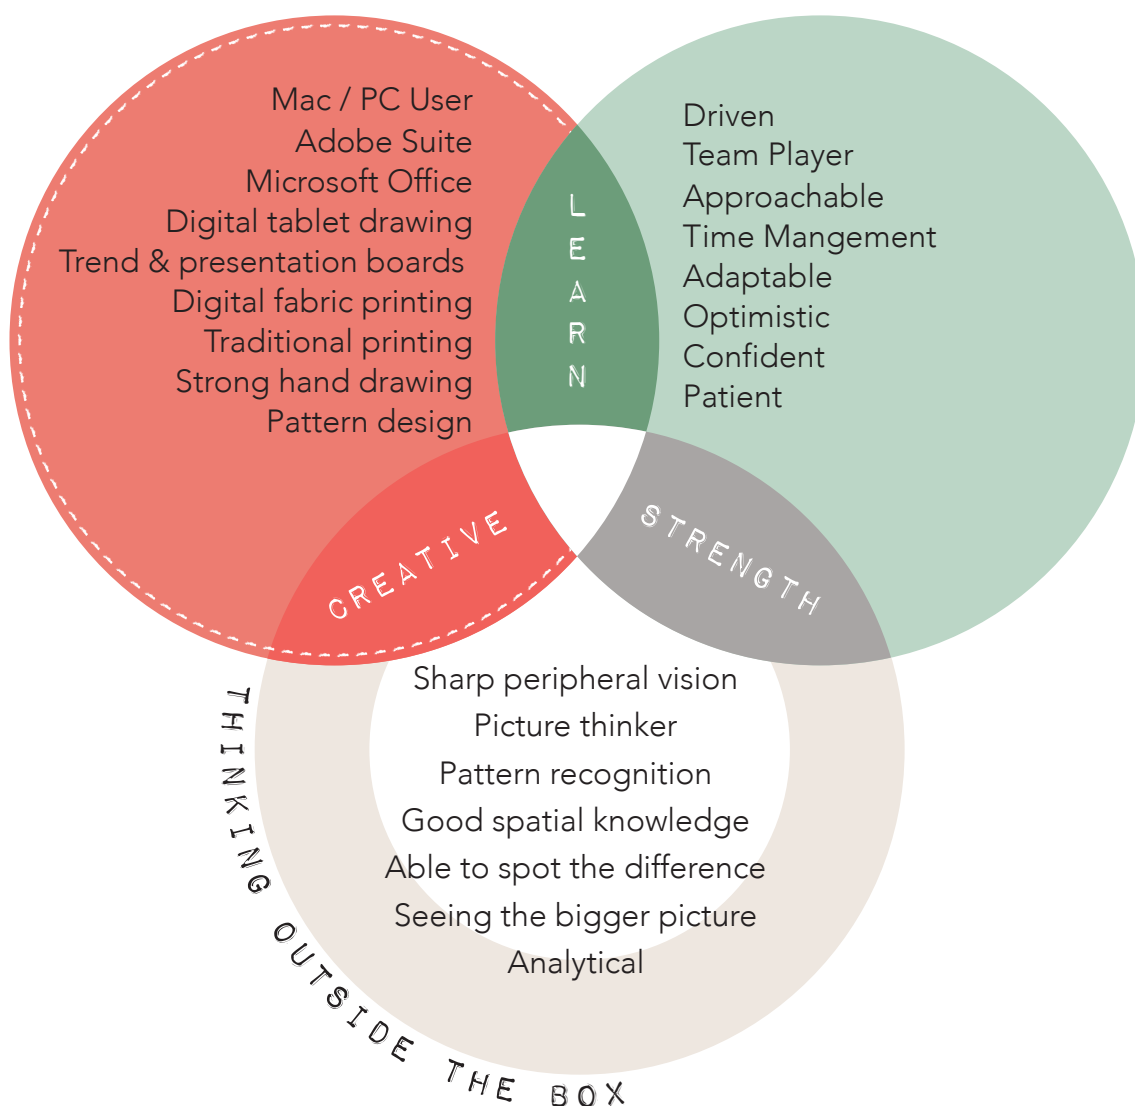 Mac / PC User
Adobe Suite
Microsoft Office
Digital tablet drawing
Trend & presentation boards
Digital fabric printing
Traditional printing
Strong hand drawing
Pattern design
LEARN
Driven
Team Player
Approachable
Time Mangement
Adaptable
Optimistic
Confident
Patient
CREATIVE
STRENGTH
Sharp peripheral vision
Picture thinker
Pattern recognition
Good spatial knowledge
Able to spot the difference
Seeing the bigger picture
Analytical
THINKING OUTSIDE THE BOX